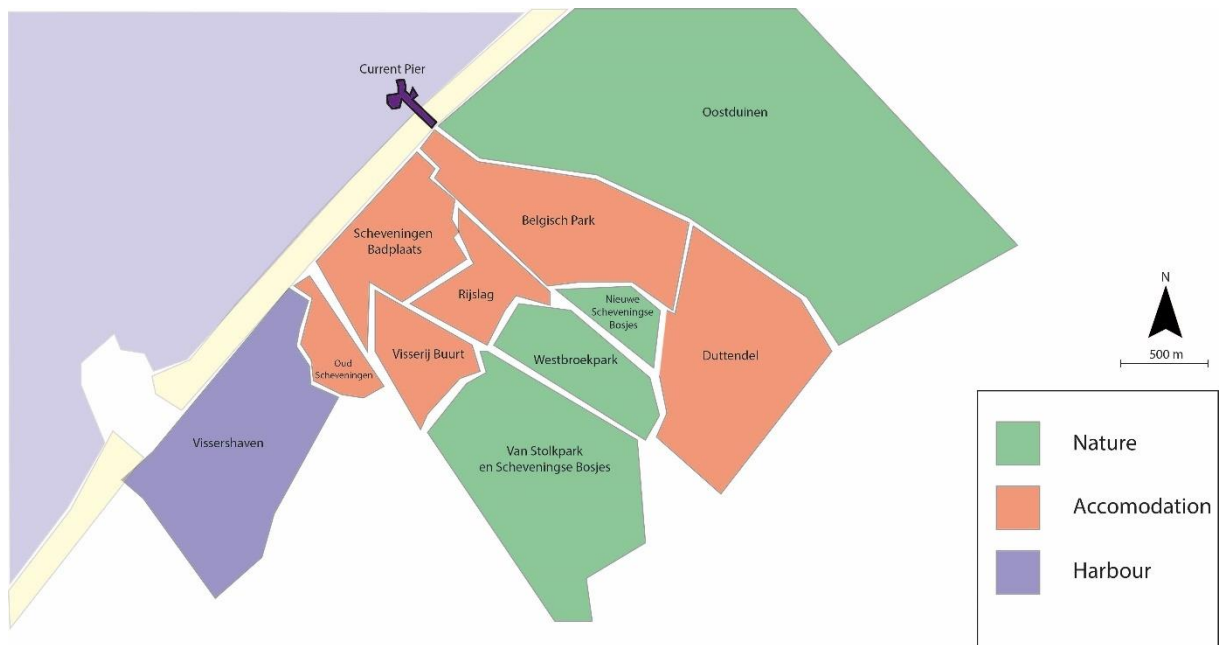 Current Pier
Oostduinen
Belgisch Park
Scheveningen
Badplaats
Rijslag
Nieuwe
Scheveningse
Bosjes
Visserij Buurt
Westbroekpark
Duttendel
Oud
Scheveningen
Vissershaven
Van Stolkpark
en Scheveningse Bosjes
N
500 m
Nature
Accomodation
Harbour